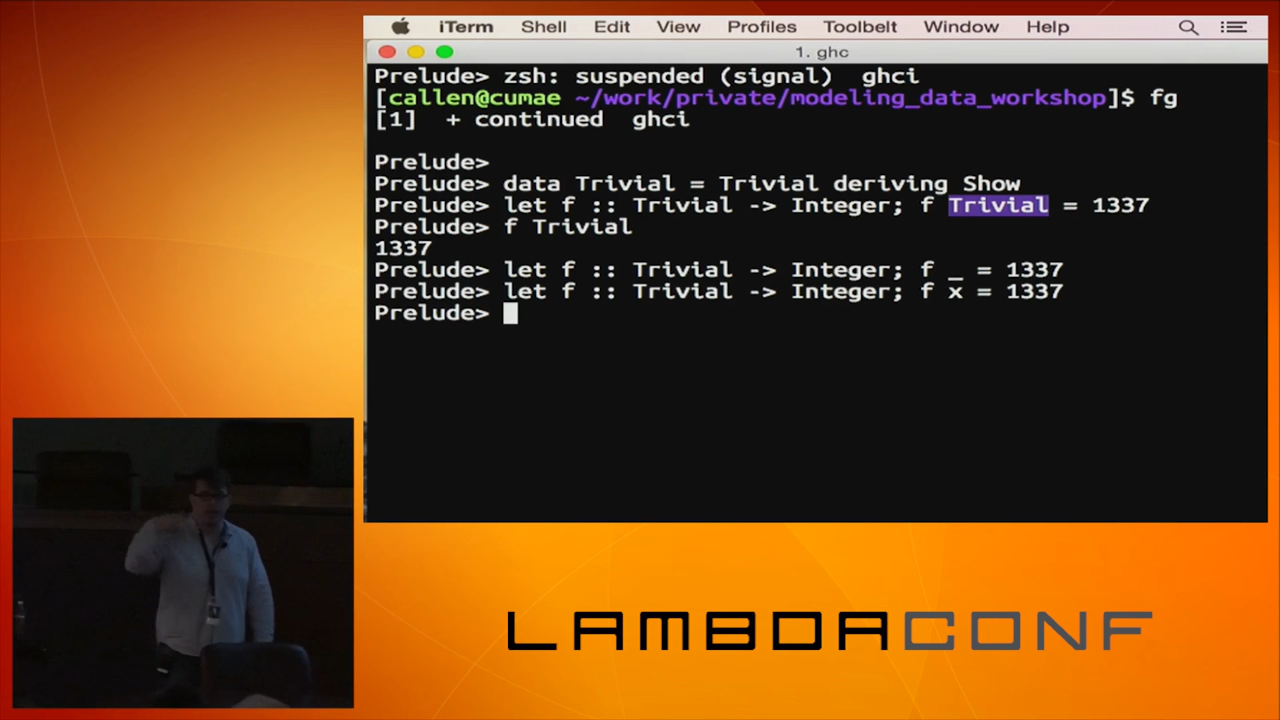 iTerm Shell Edit View Profiles Toolbelt Window Help
1. ghc
Prelude> zsh: suspended (signal)  ghci
[callen@cumae ~/work/private/modeling_data_workshop]$ fg
[1]  + continued  ghci
Prelude>
Prelude> data Trivial = Trivial deriving Show
Prelude> let f :: Trivial -> Integer; f Trivial = 1337
Prelude> f Trivial
1337
Prelude> let f :: Trivial -> Integer; f _ = 1337
Prelude> let f :: Trivial -> Integer; f x = 1337
Prelude>
LAMBDACONF